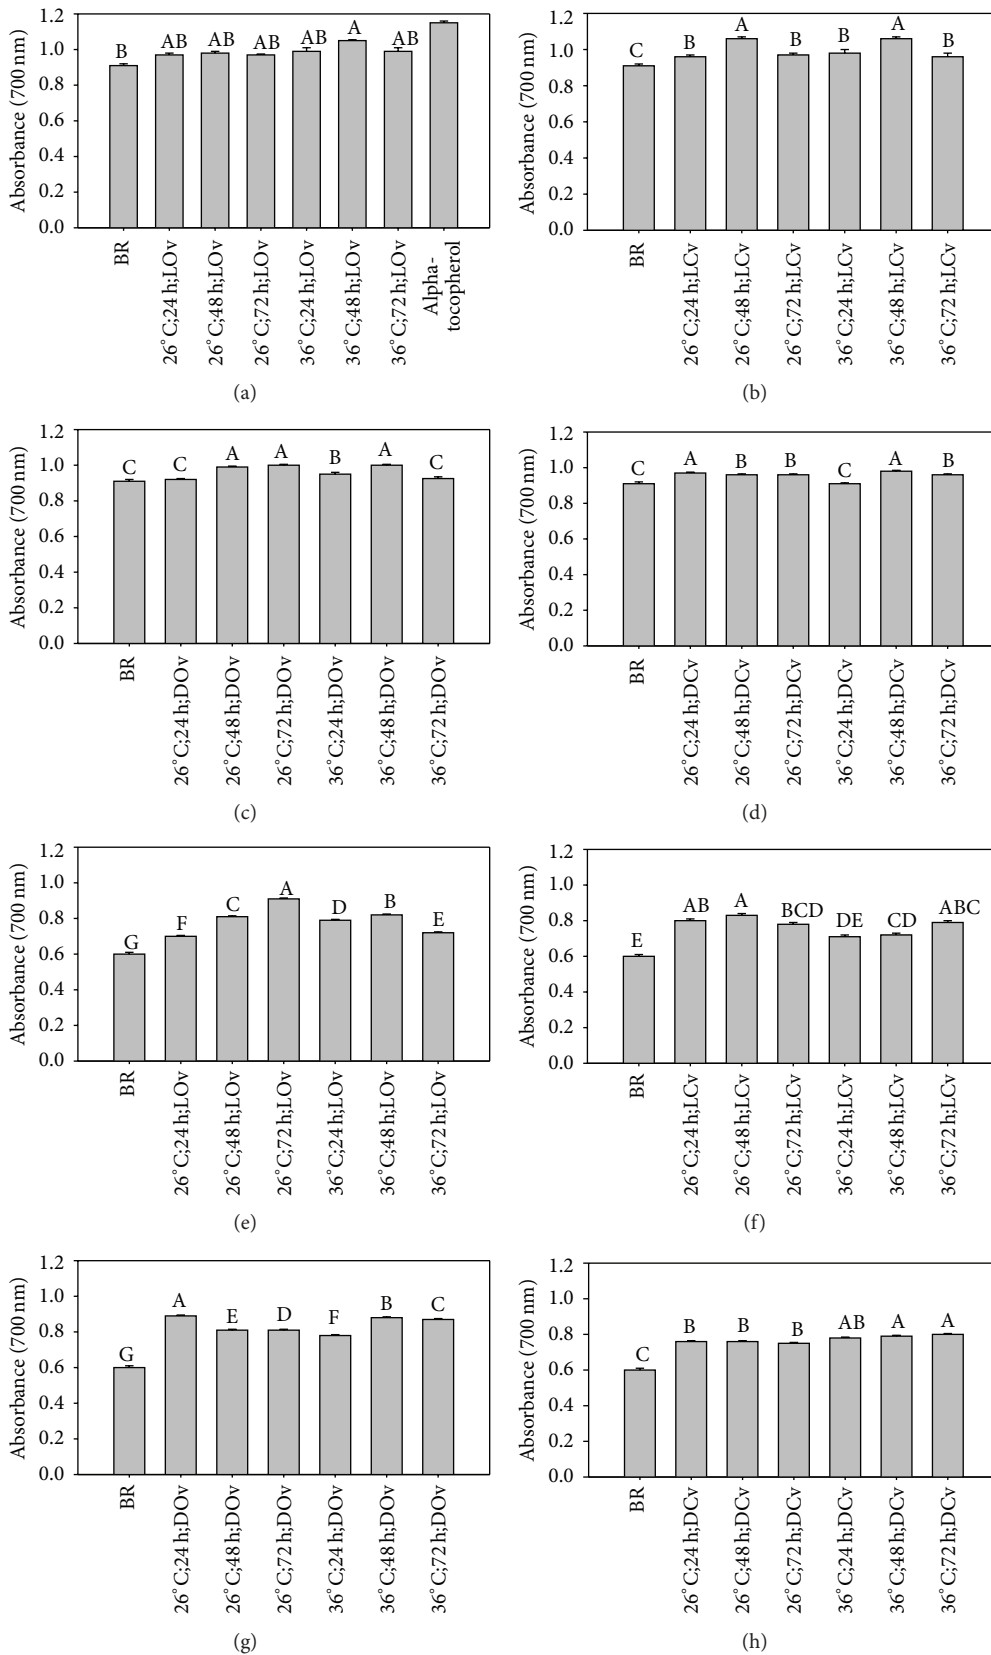 1.2
1.0
0.8
0.6
0.4
0.2
0.0
Absorbance (700 nm)
B AB AB AB AB A AB
BR
26°C;24 h;LOv
26°C;48 h;LOv
26°C;72 h;LOv
36°C;24 h;LOv
36°C;48 h;LOv
36°C;72 h;LOv
Alpha-
tocopherol
(a)
1.2
1.0
0.8
0.6
0.4
0.2
0.0
Absorbance (700 nm)
C B A B B A B
BR
26°C;24 h;LCv
26°C;48 h;LCv
26°C;72 h;LCv
36°C;24 h;LCv
36°C;48 h;LCv
36°C;72 h;LCv
(b)
1.2
1.0
0.8
0.6
0.4
0.2
0.0
Absorbance (700 nm)
C C A A B A C
BR
26°C;24 h;DOv
26°C;48 h;DOv
26°C;72 h;DOv
36°C;24 h;DOv
36°C;48 h;DOv
36°C;72 h;DOv
(c)
1.2
1.0
0.8
0.6
0.4
0.2
0.0
Absorbance (700 nm)
C A B B C A B
BR
26°C;24 h;DCv
26°C;48 h;DCv
26°C;72 h;DCv
36°C;24 h;DCv
36°C;48 h;DCv
36°C;72 h;DCv
(d)
1.2
1.0
0.8
0.6
0.4
0.2
0.0
Absorbance (700 nm)
G F C A D B E
BR
26°C;24 h;LOv
26°C;48 h;LOv
26°C;72 h;LOv
36°C;24 h;LOv
36°C;48 h;LOv
36°C;72 h;LOv
(e)
1.2
1.0
0.8
0.6
0.4
0.2
0.0
Absorbance (700 nm)
E AB A BCD DE CD ABC
BR
26°C;24 h;LCv
26°C;48 h;LCv
26°C;72 h;LCv
36°C;24 h;LCv
36°C;48 h;LCv
36°C;72 h;LCv
(f)
1.2
1.0
0.8
0.6
0.4
0.2
0.0
Absorbance (700 nm)
G A E D F B C
BR
26°C;24 h;DOv
26°C;48 h;DOv
26°C;72 h;DOv
36°C;24 h;DOv
36°C;48 h;DOv
36°C;72 h;DOv
(g)
1.2
1.0
0.8
0.6
0.4
0.2
0.0
Absorbance (700 nm)
C B B B AB A A
BR
26°C;24 h;DCv
26°C;48 h;DCv
26°C;72 h;DCv
36°C;24 h;DCv
36°C;48 h;DCv
36°C;72 h;DCv
(h)